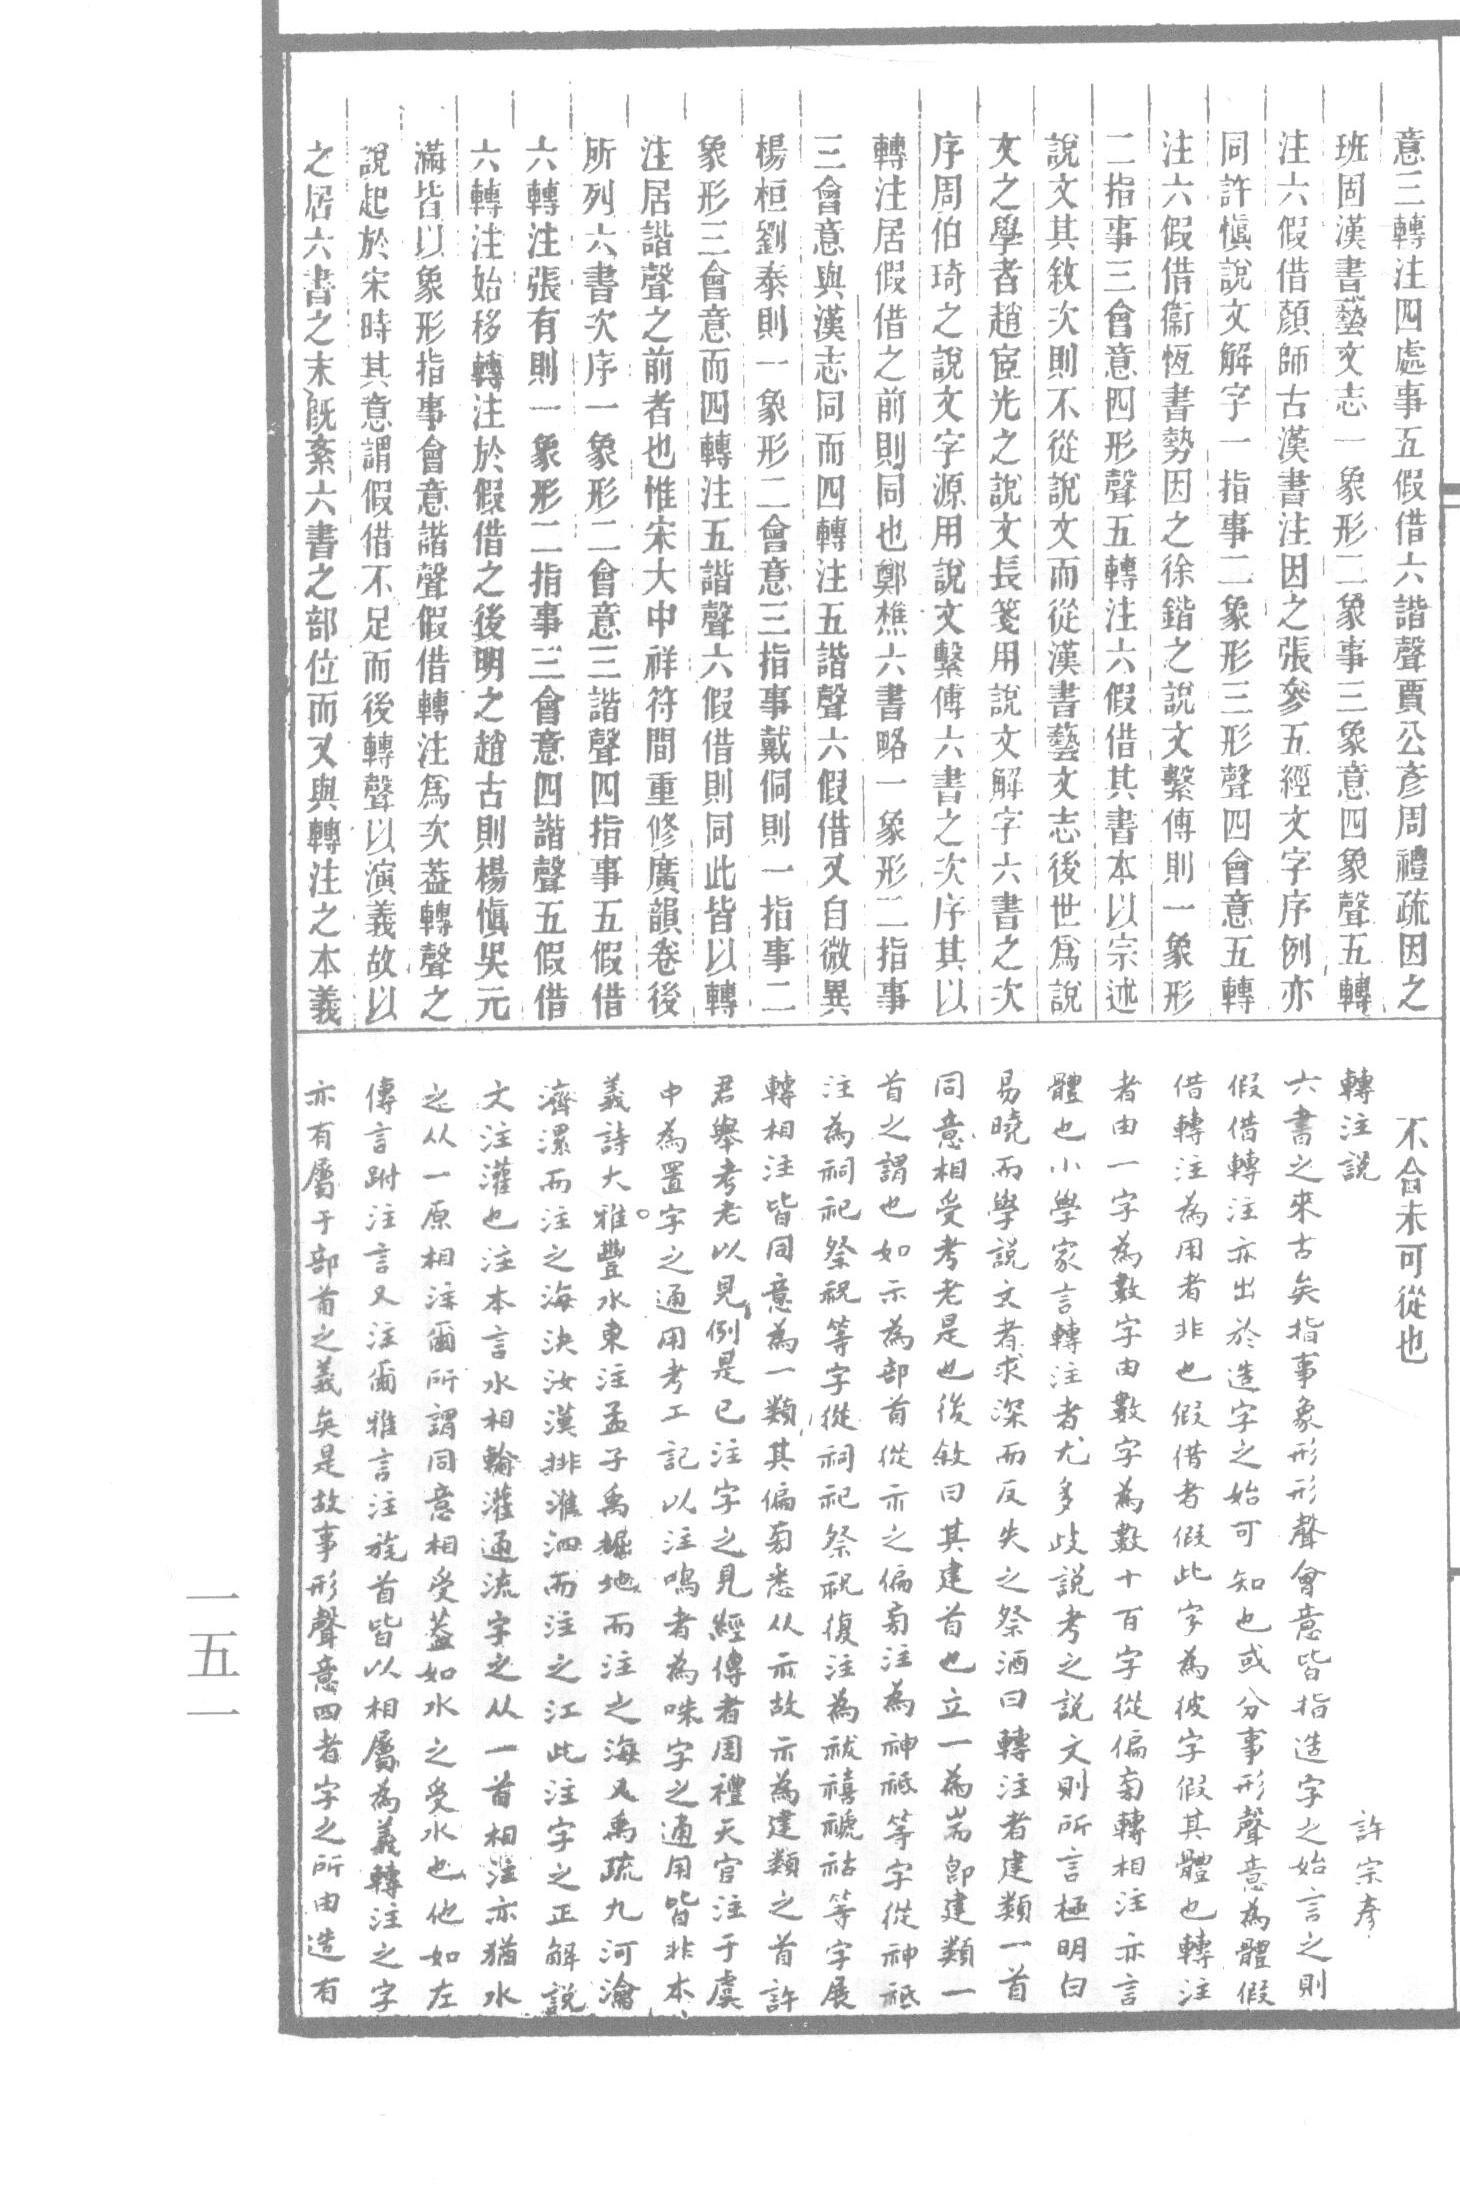 意三轉注四處事五假借六諧聲賈公彥周禮疏因之
班固漢書藝文志一象形二象事三象意四象聲五轉
注六假借顏師古漢書注因之張參五經文字序例亦
同許慎說文解字一指事二象形三形聲四會意五轉
注六假借衞恆書勢因之徐鍇之說文繫傳則一象形
二指事三會意四形聲五轉注六假借其書本以宗述
說文其敘次則不從說文而從漢書藝文志後世爲說
文之學者趙宧光之說文長箋用說文解字六書之次
序周伯琦之說文字源用說文繫傳六書之次序其以
轉注居假借之前則同也鄭樵六書略一象形二指事
三會意與漢志同而四轉注五諧聲六假借又自微異
楊桓劉泰則一象形二會意三指事戴侗則一指事二
象形三會意而四轉注五諧聲六假借則同此皆以轉
注居諧聲之前者也惟宋大中祥符間重修廣韻卷後
所列六書次序一象形二會意三諧聲四指事五假借
六轉注張有則一象形二指事三會意四諧聲五假借
六轉注始移轉注於假借之後明之趙古則楊慎吳元
滿皆以象形指事會意諧聲假借轉注爲次葢轉聲之
說起於宋時其意謂假借不足而後轉聲以演義故以
之居六書之末旣紊六書之部位而又與轉注之本義
不合未可從也
轉注説 許宗彥
六書之來古矣指事象形形聲會意皆指造字之始言之則
假借轉注亦出於造字之始可知也或分事形聲意為體假
借轉注為用者非也假借者假此字為彼字假其體也轉注
者由一字為數字由數字為數十百字從偏旁轉相注亦言
體也小學家言轉注者尤多歧説考之説文則所言極明白
易曉而學説文者求深而反失之祭酒曰轉注者建類一首
同意相受考老是也後敘曰其建首也立一為耑卽建類一
首之謂也如示為部首從示之偏旁注為神祇等字從神祇
注為祠祀祭祝等字從祠祀祭祝復注為祓禧禠祜等字展
轉相注皆同意為一類其偏旁悉从示故示為建類之首許
君舉考老以見例是已注字之見經傳者周禮天官注于虞
中為置字之通用考工記以注鳴者為咮字之通用皆非本
義詩大雅豐水東注孟子禹掘地而注之海又禹疏九河瀹
濟漯而注之海決汝漢排淮泗而注之江此注字之正解説
文注灌也注本言水相輸灌通流字之从一首相注亦猶水
之从一原相注爾所謂同意相受蓋如水之受水也他如左
傳言跗注言又注爾雅言注旄首皆以相屬為義轉注之字
亦有屬于部首之義矣是故事形聲意四者字之所由造有
一五一